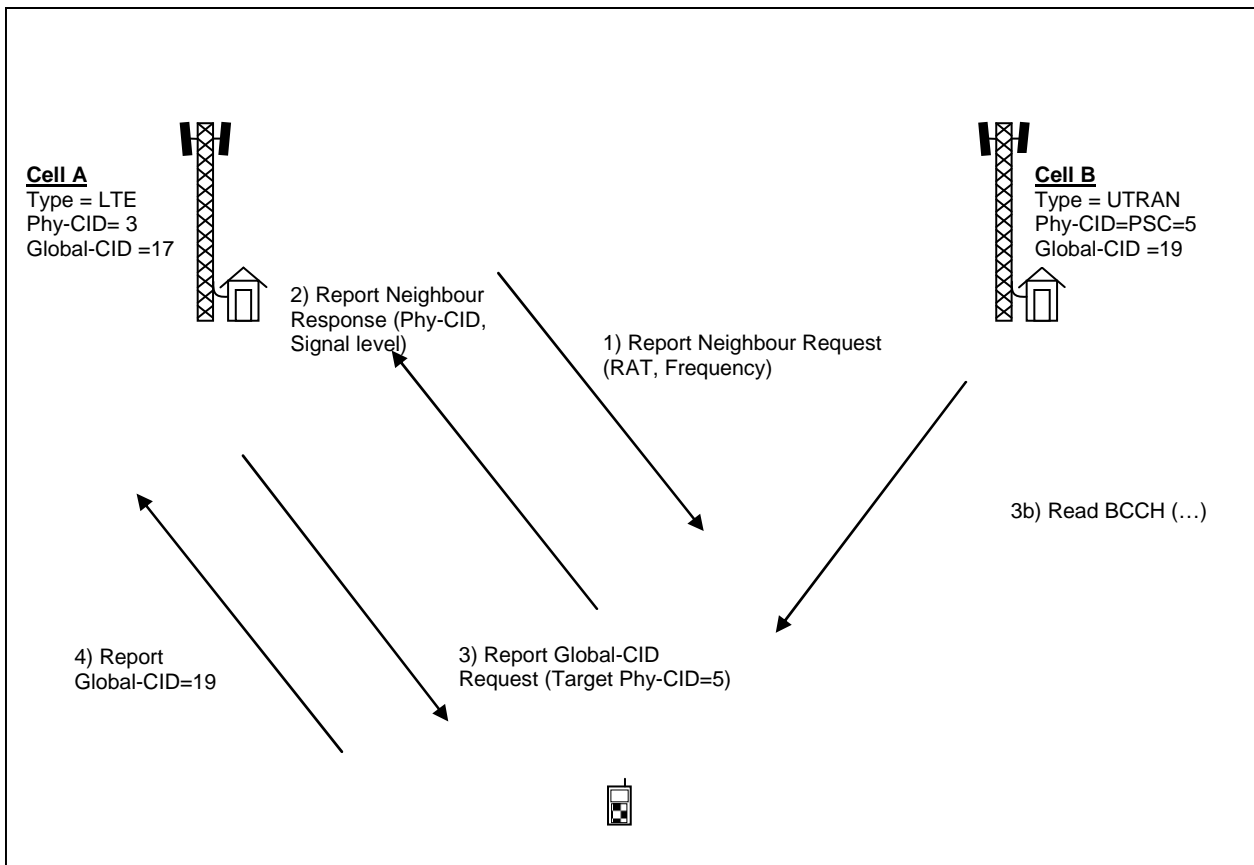 Cell A
Type = LTE
Phy-CID= 3
Global-CID =17
Cell B
Type = UTRAN
Phy-CID=PSC=5
Global-CID =19
2) Report Neighbour
Response (Phy-CID,
Signal level)
1) Report Neighbour Request
(RAT, Frequency)
3b) Read BCCH (…)
4) Report
Global-CID=19
3) Report Global-CID
Request (Target Phy-CID=5)